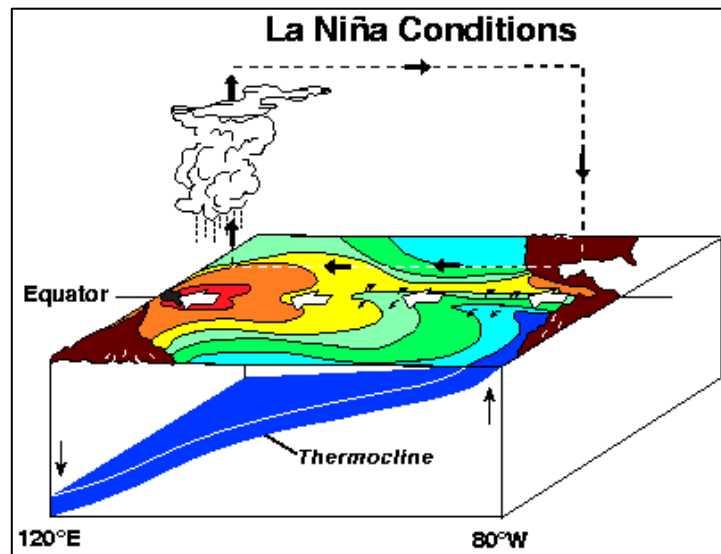 La Niña Conditions
Equator
Thermocline
120°E
80°W